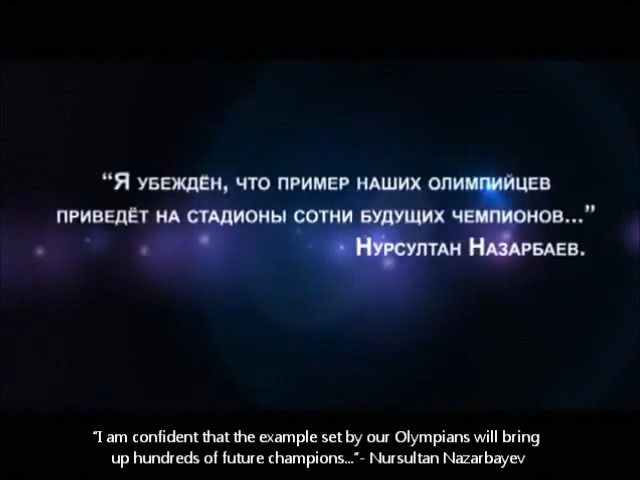 “Я УБЕЖДЁН, ЧТО ПРИМЕР НАШИХ ОЛИМПИЙЦЕВ
ПРИВЕДЁТ НА СТАДИОНЫ СОТНИ БУДУЩИХ ЧЕМПИОНОВ...”
НУРСУЛТАН НАЗАРБАЕВ.
“I am confident that the example set by our Olympians will bring
up hundreds of future champions...”- Nursultan Nazarbayev